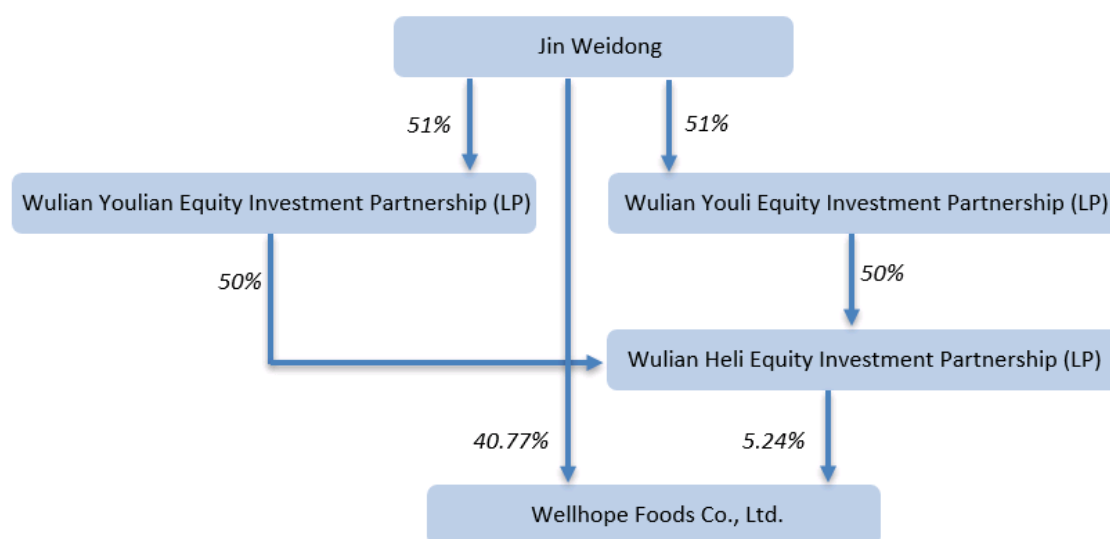 Jin Weidong
51%
51%
Wulian Youlian Equity Investment Partnership (LP)
Wulian Youli Equity Investment Partnership (LP)
50%
50%
Wulian Heli Equity Investment Partnership (LP)
40.77%
5.24%
Wellhope Foods Co., Ltd.